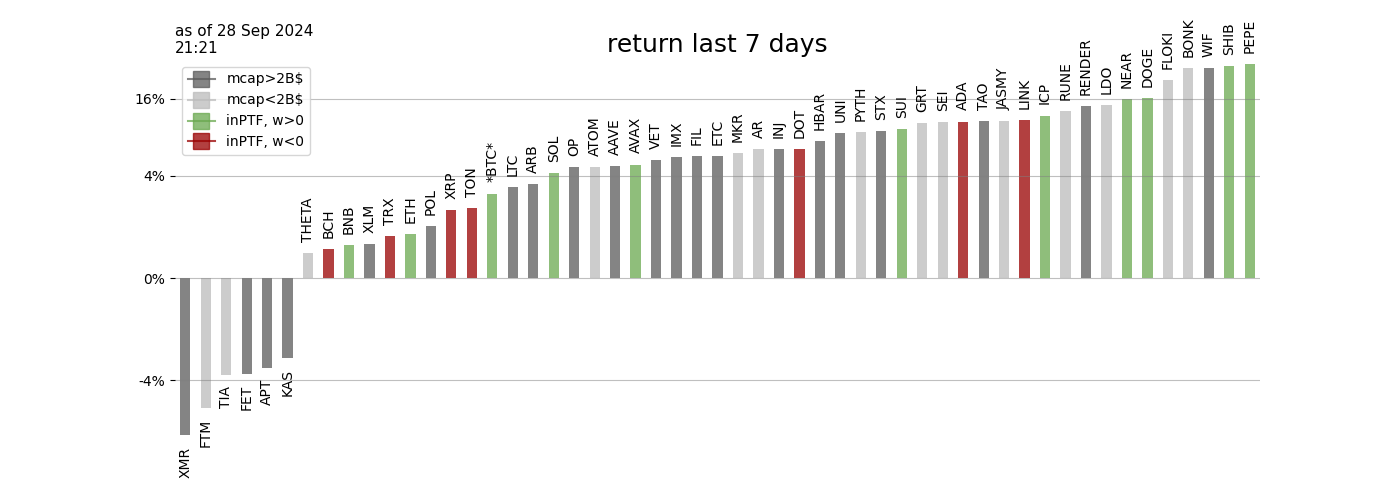 as of 28 Sep 2024
21:21
return last 7 days
mcap>2B$
mcap<2B$
inPTF, w>0
inPTF, w<0
16%
4%
0%
-4%
XMR
FTM
TIA
FET
APT
KAS
THETA
BCH
BNB
XLM
TRX
ETH
POL
XRP
TON
*BTC*
LTC
ARB
SOL
OP
ATOM
AAVE
AVAX
VET
IMX
FIL
ETC
MKR
AR
INJ
DOT
HBAR
UNI
PYTH
STX
SUI
GRT
SEI
ADA
TAO
JASMY
LINK
ICP
RUNE
RENDER
LDO
NEAR
DOGE
FLOKI
BONK
WIF
SHIB
PEPE